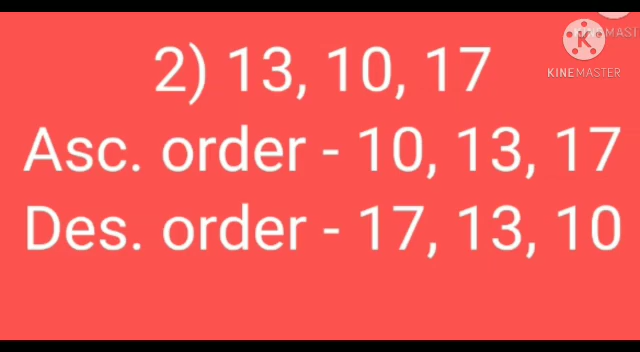 KINEMASTER
2) 13, 10, 17
Asc. order - 10, 13, 17
Des. order - 17, 13, 10